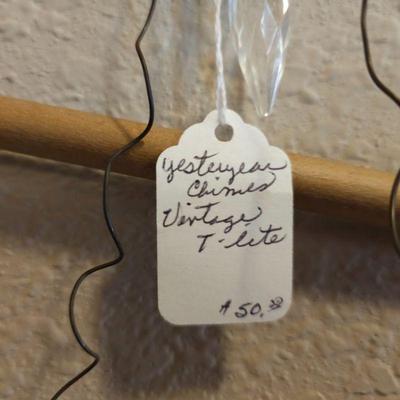 Yesteryear
Chimes
Vintage
T-lite
$50.00